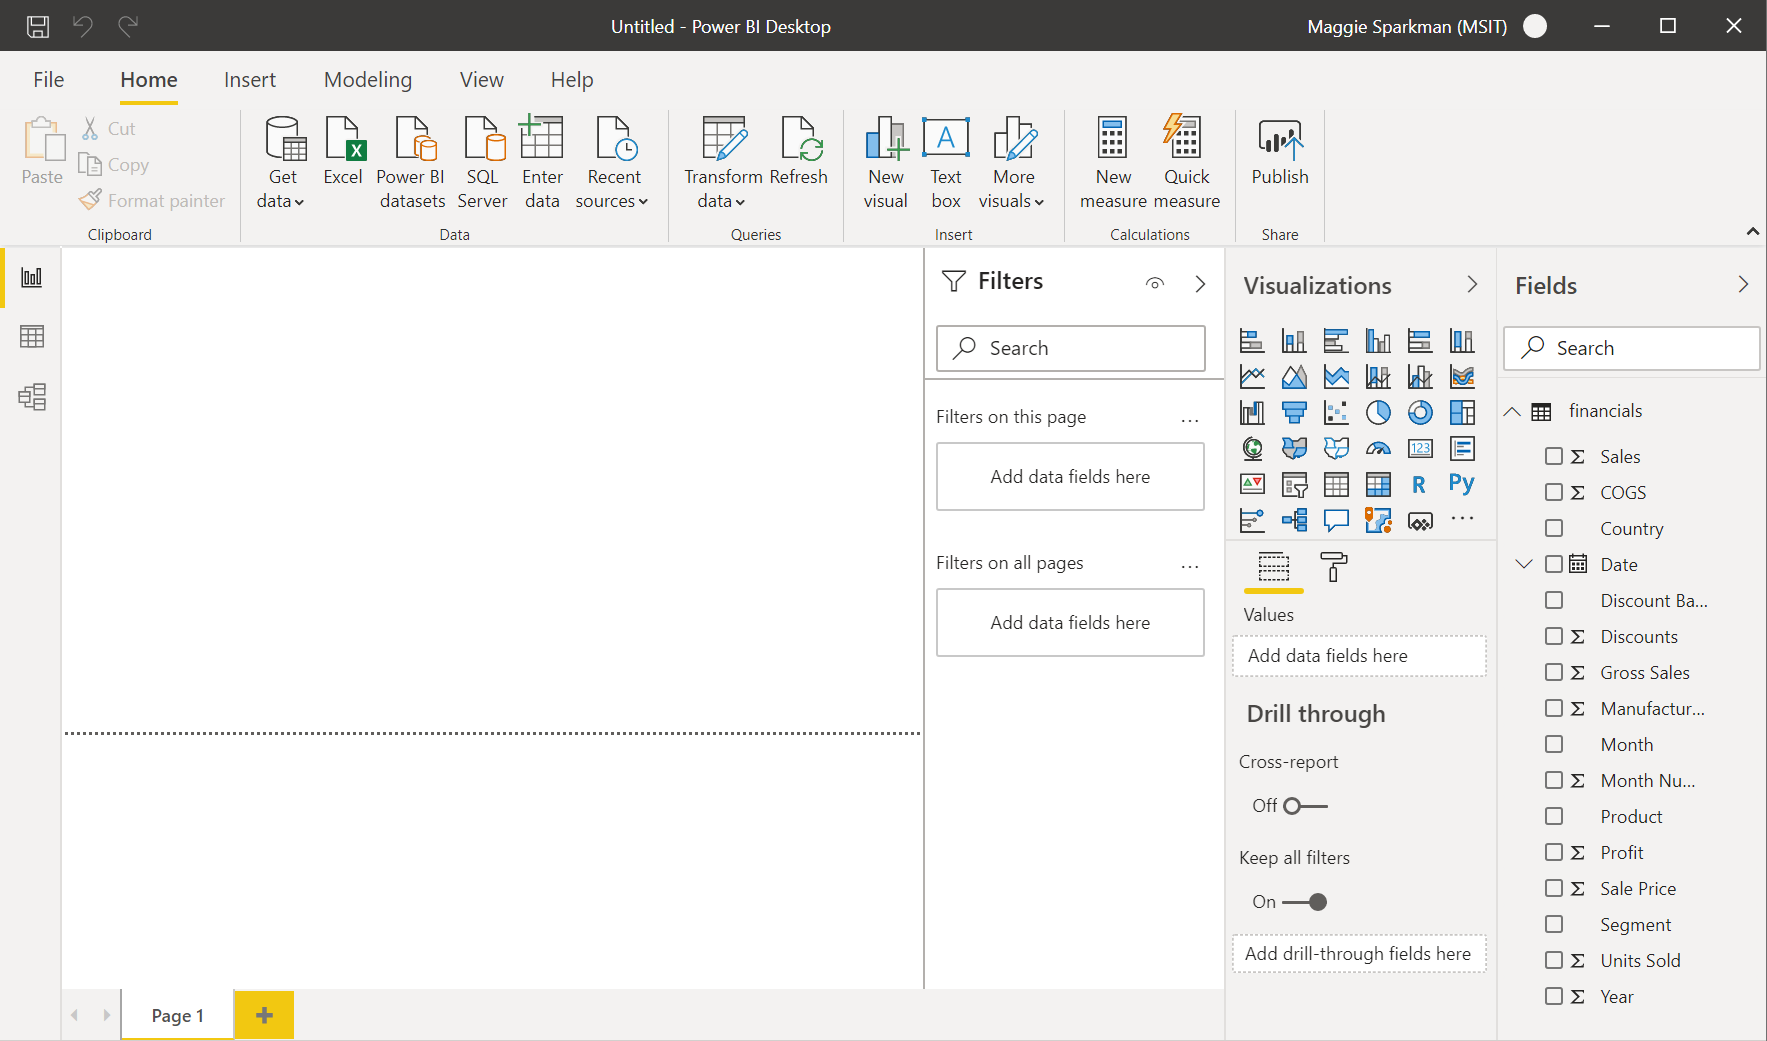 Untitled - Power BI Desktop
Maggie Sparkman (MSIT)
File
Home
Insert
Modeling
View
Help
Paste
Cut
Copy
Format painter
Clipboard
Get
data
Excel
Power BI
datasets
SQL
Server
Enter
data
Recent
sources
Data
Transform
data
Refresh
Queries
New
visual
A
Text
box
More
visuals
Insert
New
measure
Quick
measure
Calculations
Publish
Share
Filters
Search
Filters on this page
...
Add data fields here
Filters on all pages
...
Add data fields here
Visualizations
123
R
Py
...
Values
Add data fields here
Drill through
Cross-report
Off
Keep all filters
On
Add drill-through fields here
Fields
Search
financials
Σ Sales
Σ COGS
Country
Date
Discount Ba...
Σ Discounts
Σ Gross Sales
Σ Manufactur...
Month
Σ Month Nu...
Product
Σ Profit
Σ Sale Price
Segment
Σ Units Sold
Σ Year
Page 1